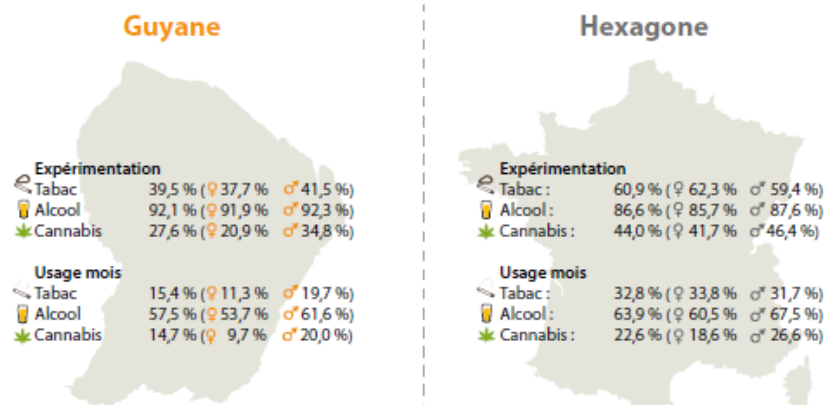 Guyane
Expérimentation
Tabac 39,5 % (♀ 37,7 % ♂ 41,5 %)
Alcool 92,1 % (♀ 91,9 % ♂ 92,3 %)
Cannabis 27,6 % (♀ 20,9 % ♂ 34,8 %)
Usage mois
Tabac 15,4 % (♀ 11,3 % ♂ 19,7 %)
Alcool 57,5 % (♀ 53,7 % ♂ 61,6 %)
Cannabis 14,7 % (♀ 9,7 % ♂ 20,0 %)
Hexagone
Expérimentation
Tabac : 60,9 % (♀ 62,3 % ♂ 59,4 %)
Alcool : 86,6 % (♀ 85,7 % ♂ 87,6 %)
Cannabis : 44,0 % (♀ 41,7 % ♂ 46,4 %)
Usage mois
Tabac : 32,8 % (♀ 33,8 % ♂ 31,7 %)
Alcool : 63,9 % (♀ 60,5 % ♂ 67,5 %)
Cannabis : 22,6 % (♀ 18,6 % ♂ 26,6 %)